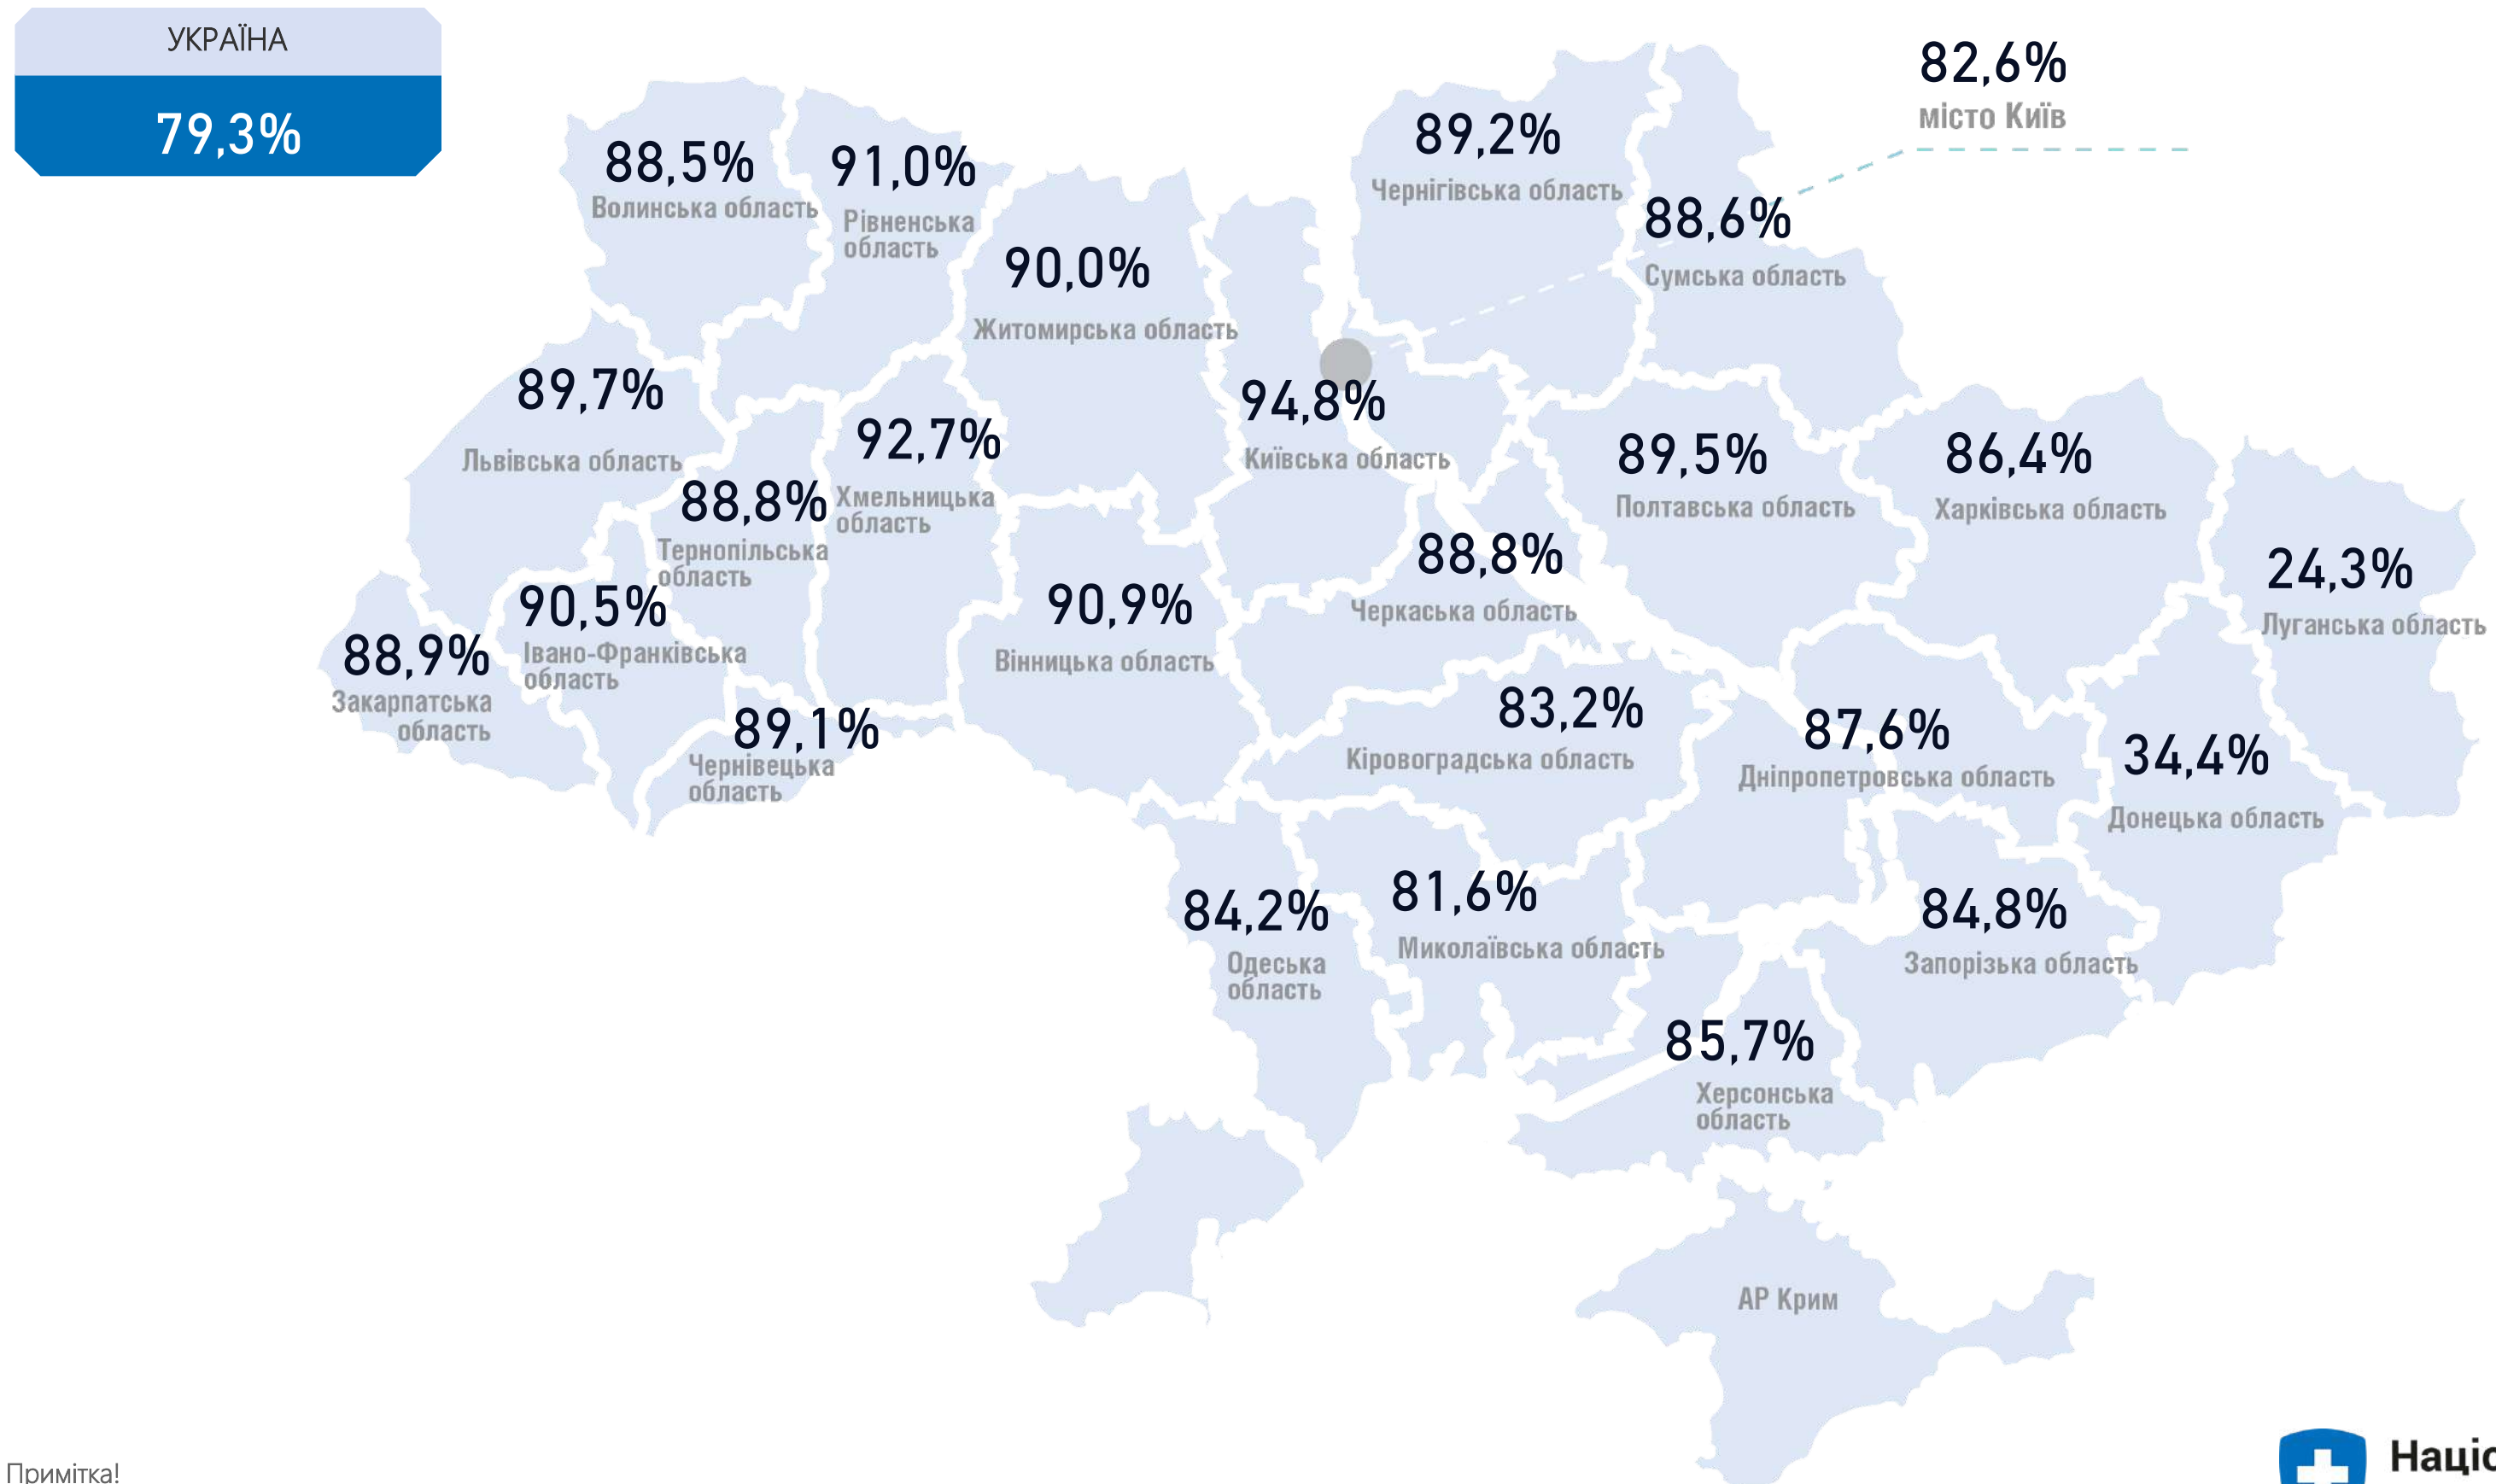 УКРАЇНА
79,3%
82,6%
місто Київ
89,2%
Чернігівська область
88,5%
Волинська область
91,0%
Рівненська
область
88,6%
Сумська область
90,0%
Житомирська область
89,7%
Львівська область
94,8%
Київська область
92,7%
Хмельницька
область
89,5%
Полтавська область
86,4%
Харківська область
88,8%
Тернопільська
область
88,8%
Черкаська область
24,3%
Луганська область
90,5%
Івано-Франківська
область
90,9%
Вінницька область
88,9%
Закарпатська
область
89,1%
Чернівецька
область
83,2%
Кіровоградська область
87,6%
Дніпропетровська область
34,4%
Донецька область
84,2%
Одеська
область
81,6%
Миколаївська область
84,8%
Запорізька область
85,7%
Херсонська
область
АР Крим
Примітка!